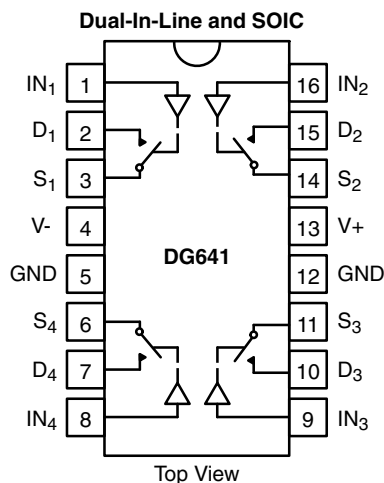 Dual-In-Line and SOIC
IN1 1 16 IN2
D1 2 15 D2
S1 3 14 S2
V- 4 13 V+
GND 5 DG641 12 GND
S4 6 11 S3
D4 7 10 D3
IN4 8 9 IN3
Top View